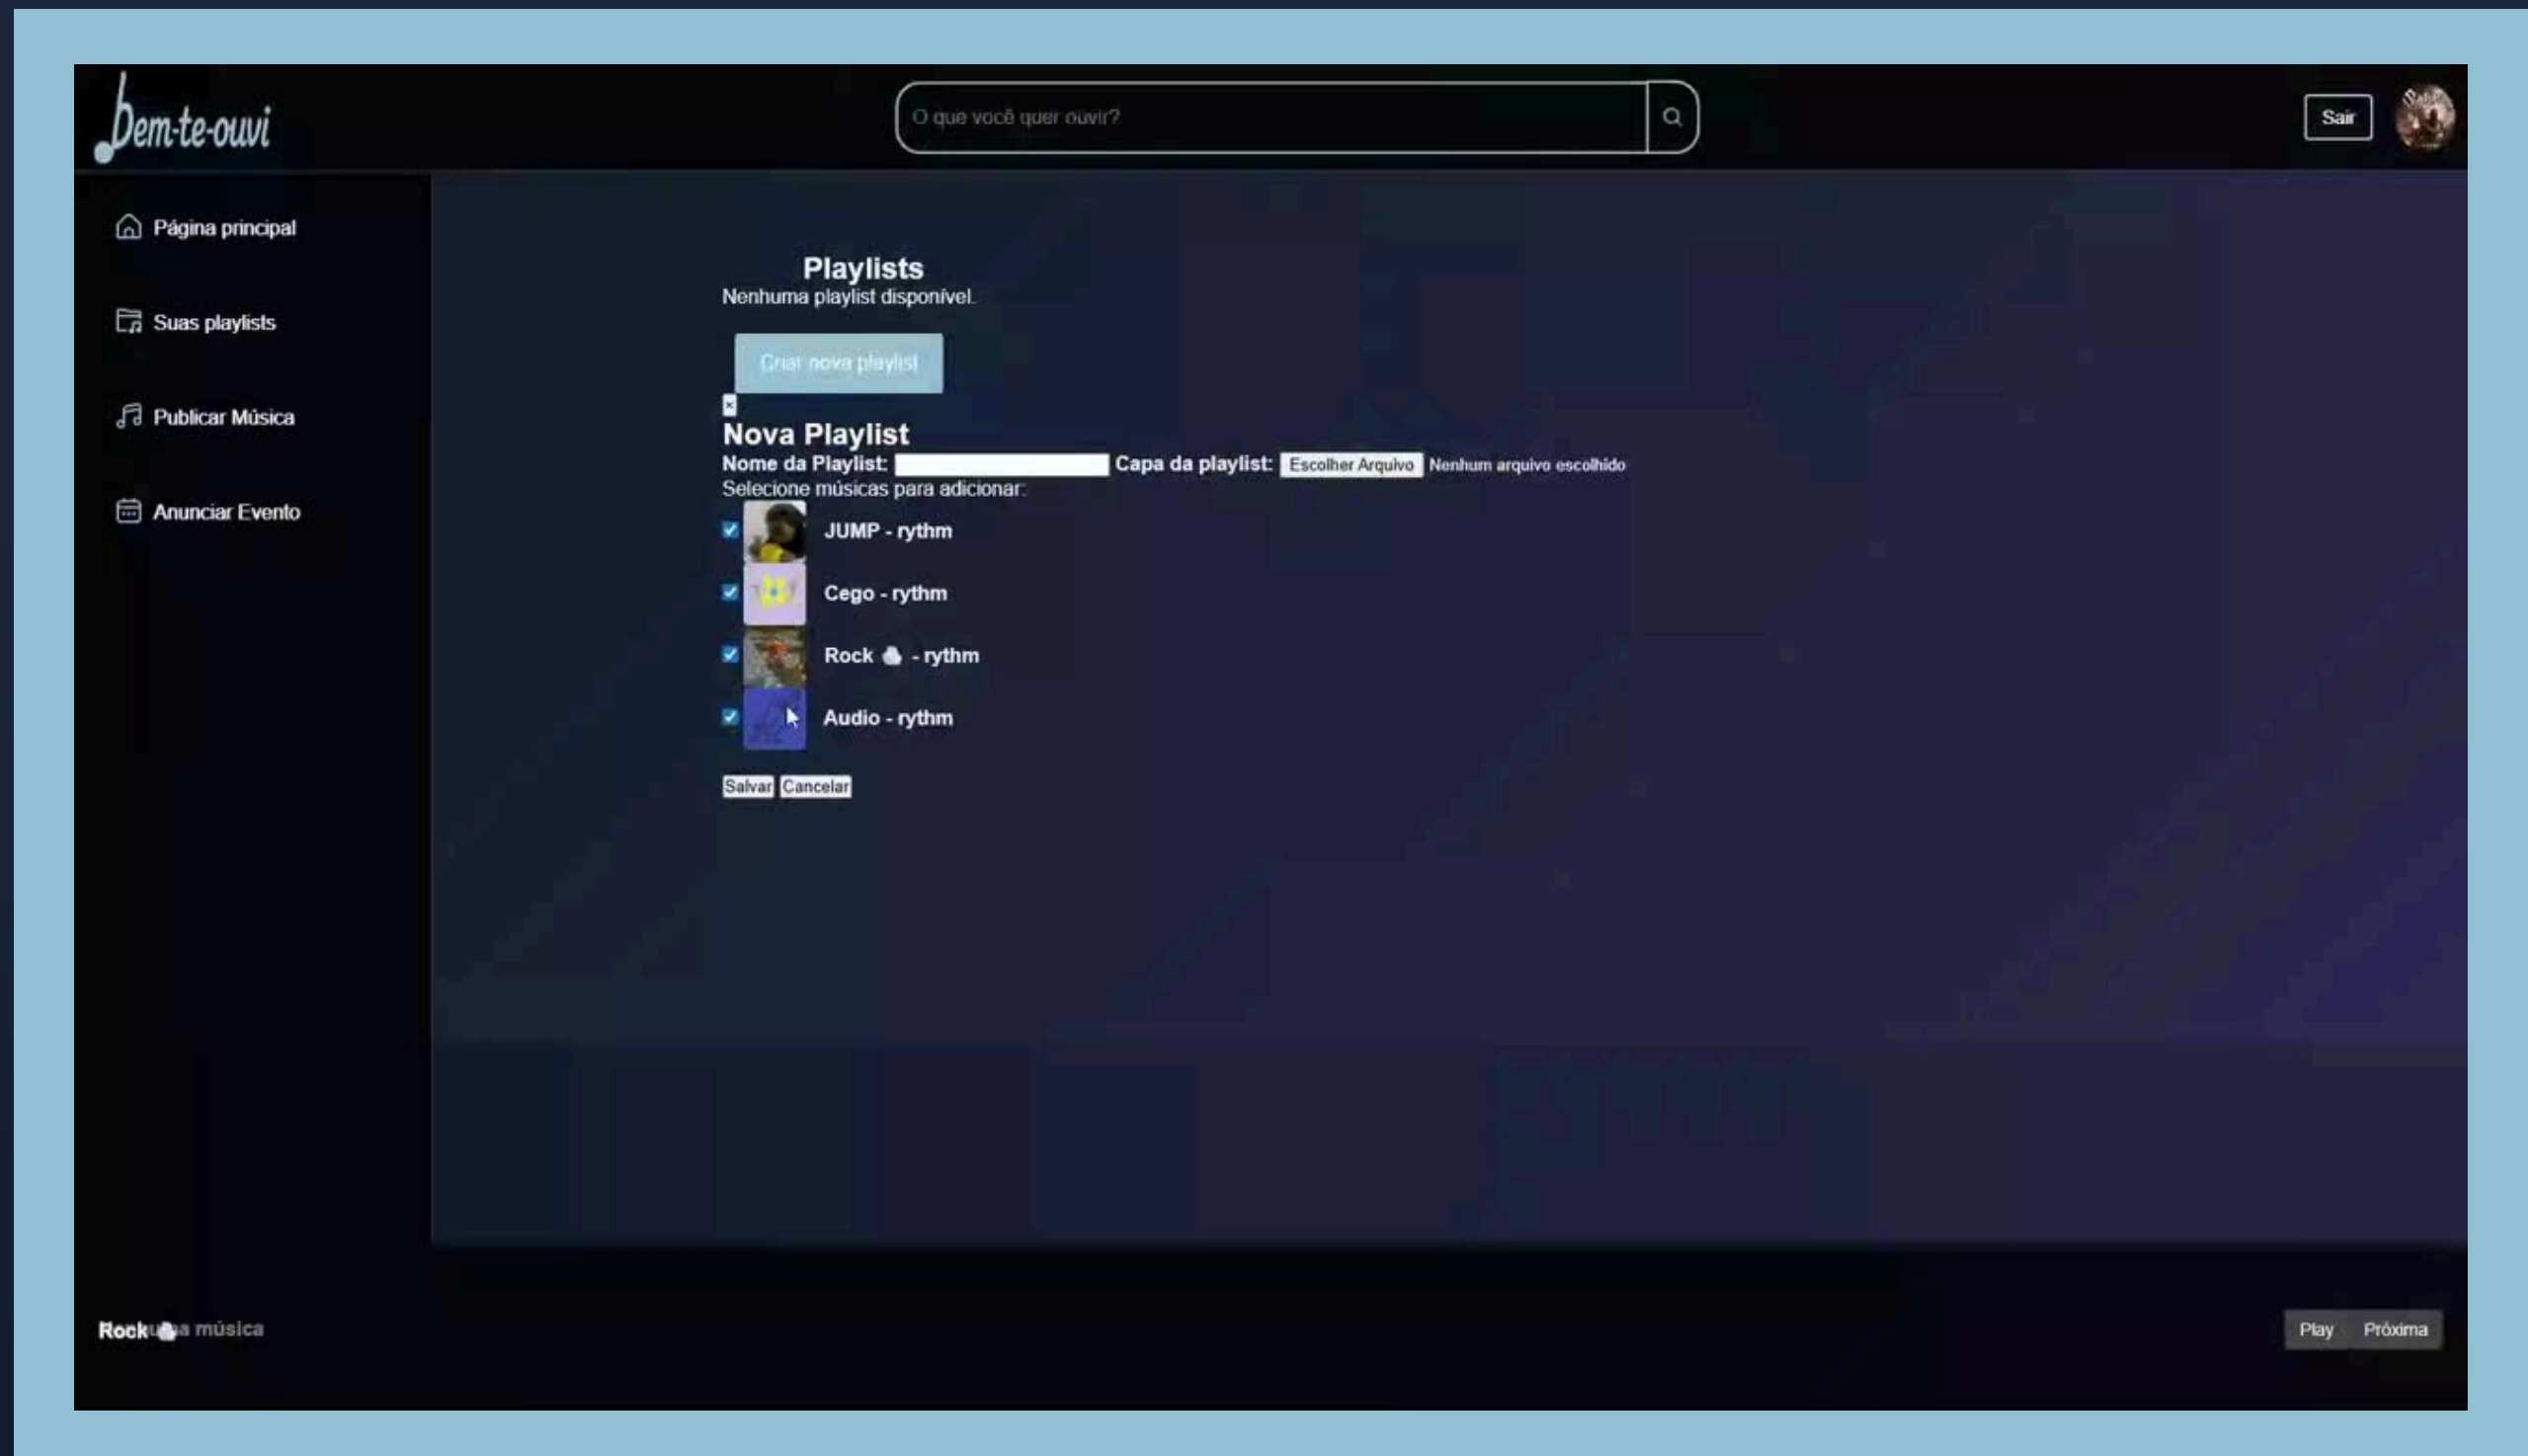 bem-te-ouvi
O que você quer ouvir?
Sair
Página principal
Suas playlists
Publicar Música
Anunciar Evento
Playlists
Nenhuma playlist disponível.
Criar nova playlist
×
Nova Playlist
Nome da Playlist: Capa da playlist: Escolher Arquivo Nenhum arquivo escolhido
Selecione músicas para adicionar:
JUMP - rythm
Cego - rythm
Rock - rythm
Audio - rythm
Salvar Cancelar
Rock música
Play Próxima